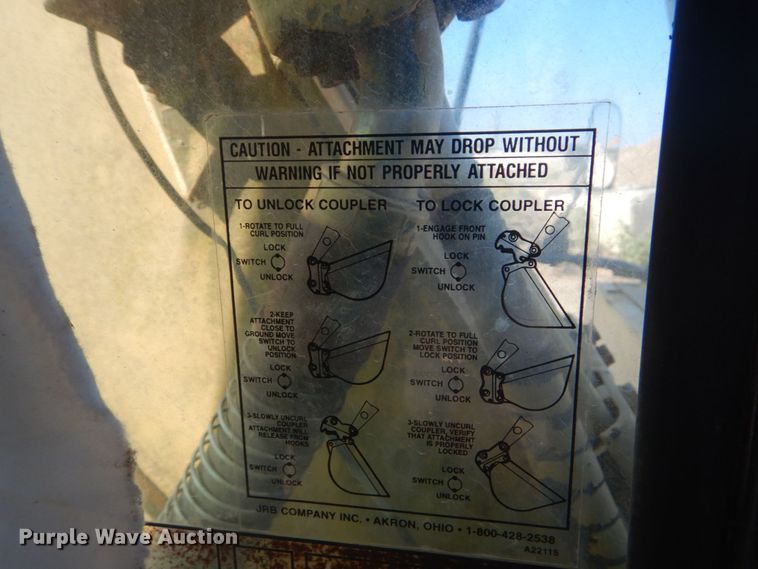 CAUTION - ATTACHMENT MAY DROP WITHOUT
WARNING IF NOT PROPERLY ATTACHED
TO UNLOCK COUPLER
1-ROTATE TO FULL
CURL POSITION
LOCK
SWITCH
UNLOCK
2-KEEP
ATTACHMENT
CLOSE TO
GROUND MOVE
SWITCH TO
UNLOCK
POSITION
LOCK
SWITCH
UNLOCK
3-SLOWLY UNCURL
COUPLER
ATTACHMENT WILL
RELEASE FROM
HOOKS
LOCK
SWITCH
UNLOCK
TO LOCK COUPLER
1-ENGAGE FRONT
HOOK ON PIN
LOCK
SWITCH
UNLOCK
2-ROTATE TO FULL
CURL POSITION
MOVE SWITCH TO
LOCK POSITION
LOCK
SWITCH
UNLOCK
3-SLOWLY UNCURL
COUPLER, VERIFY
THAT ATTACHMENT
IS PROPERLY
LOCKED
LOCK
SWITCH
UNLOCK
JRB COMPANY INC. • AKRON, OHIO • 1-800-428-2538
A22115
Purple Wave Auction